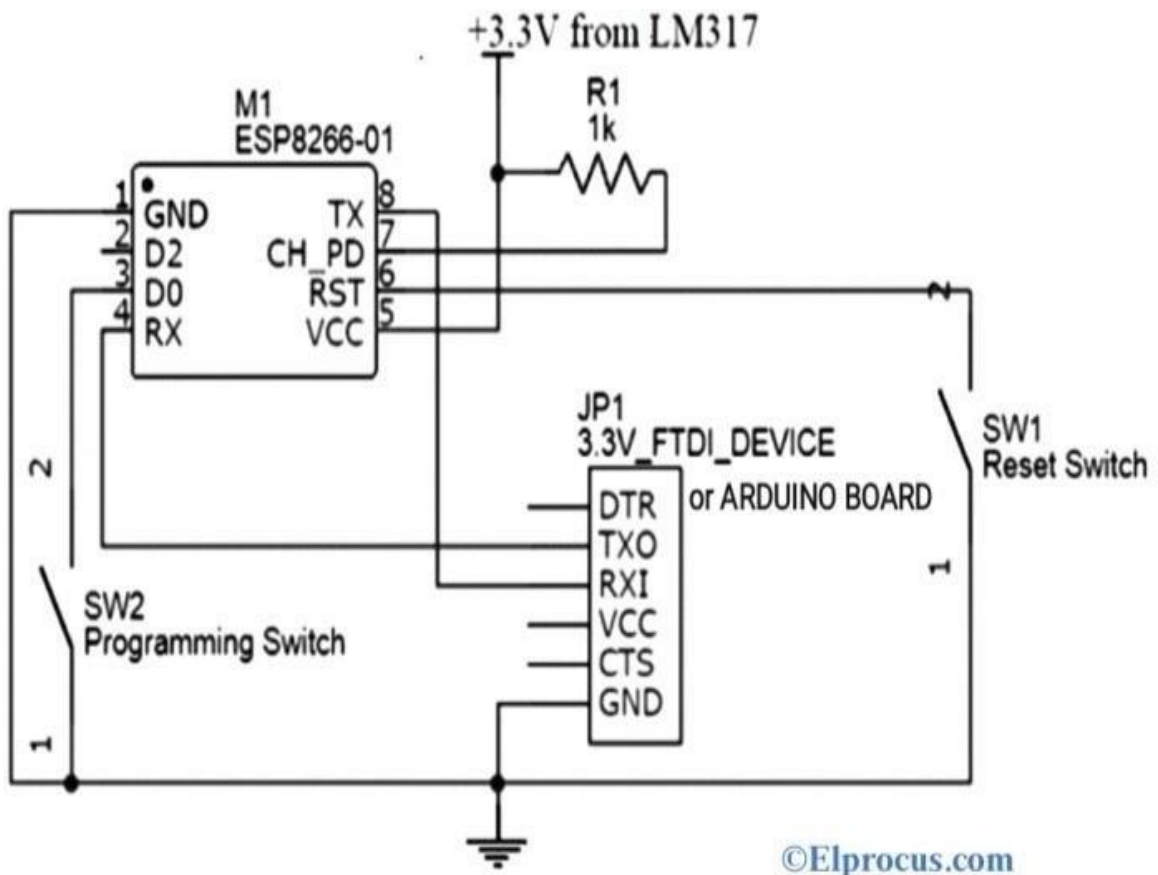 +3.3V from LM317
R1
1k
M1
ESP8266-01
1
GND
TX
8
2
D2
CH_PD
7
3
D0
RST
6
4
RX
VCC
5
2
JP1
3.3V_FTDI_DEVICE
or ARDUINO BOARD
SW1
Reset Switch
2
DTR
TXO
RXI
VCC
CTS
GND
1
SW2
Programming Switch
1
©Elprocus.com